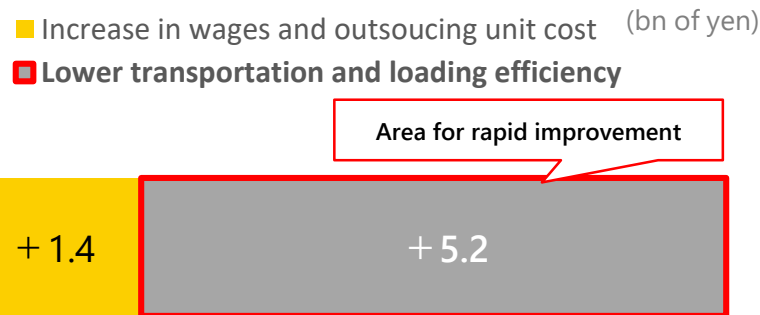 Increase in wages and outsoucing unit cost (bn of yen)
Lower transportation and loading efficiency
Area for rapid improvement
＋1.4 ＋5.2